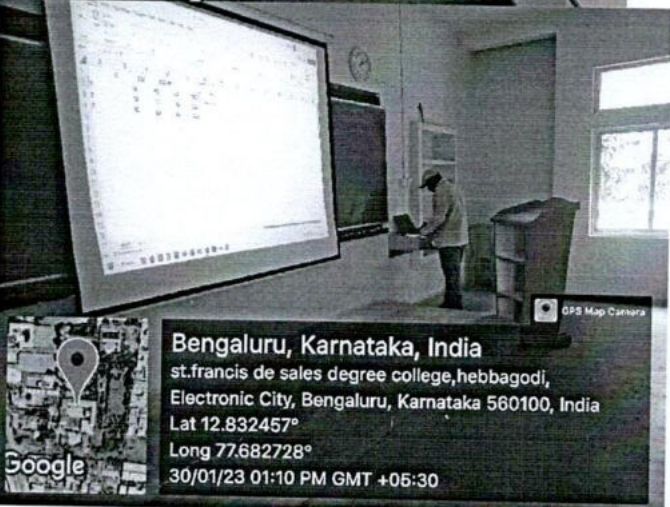 GPS Map Camera
Bengaluru, Karnataka, India
st.francis de sales degree college,hebbagodi,
Electronic City, Bengaluru, Karnataka 560100, India
Lat 12.832457°
Long 77.682728°
30/01/23 01:10 PM GMT +05:30
Google